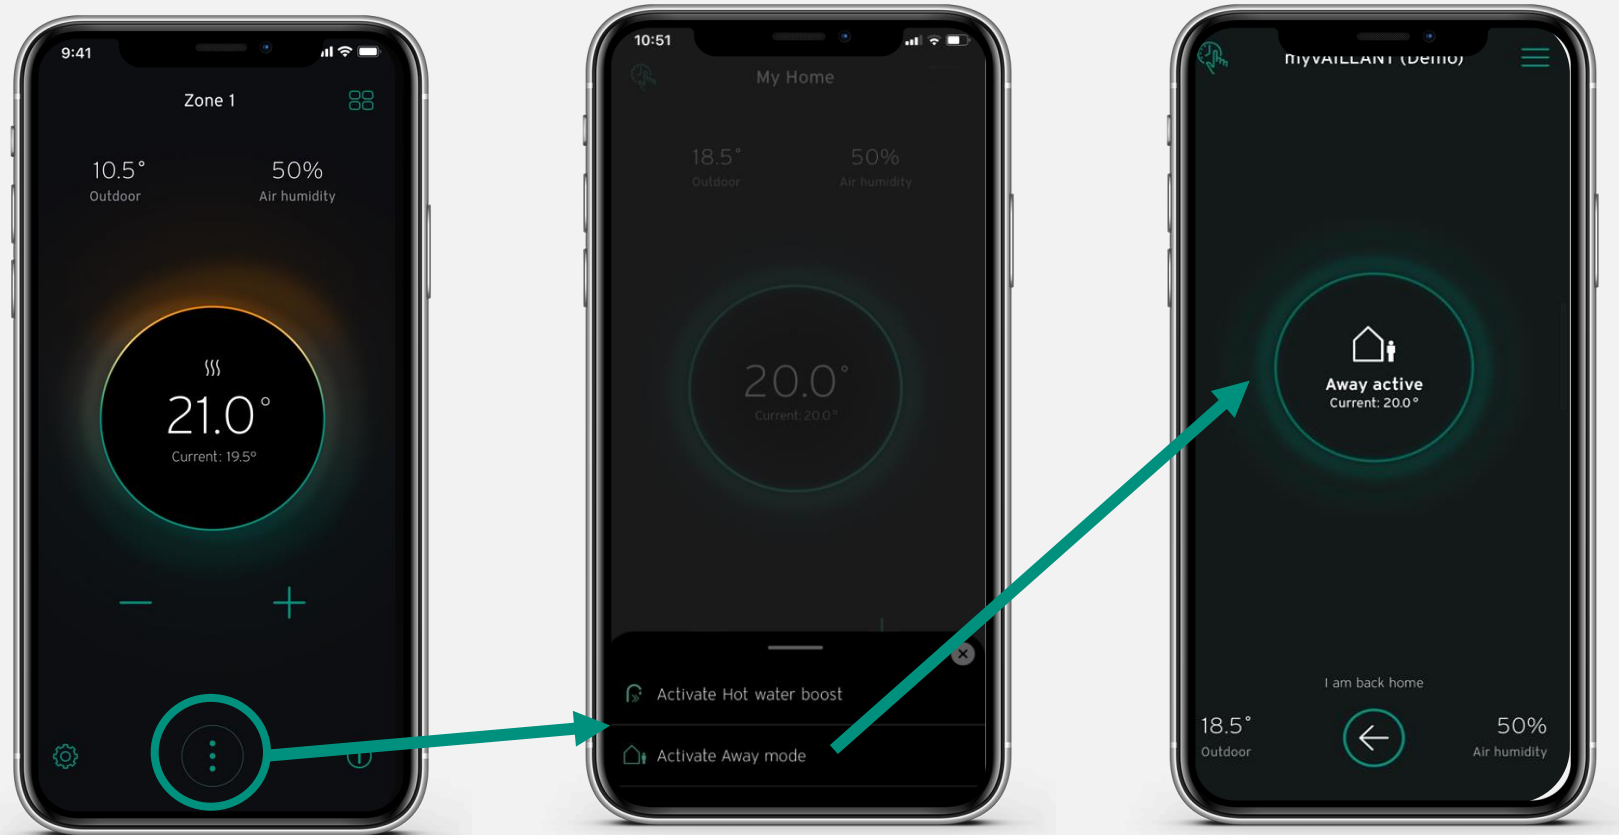 9:41
Zone 1
10.5°
50%
Outdoor
Air humidity
21.0°
Current: 19.5°
10:51
My Home
18.5°
50%
Outdoor
Air humidity
20.0°
Current: 20.0°
Activate Hot water boost
Activate Away mode
myVAILLANT (Demo)
Away active
Current: 20.0°
I am back home
18.5°
50%
Outdoor
Air humidity